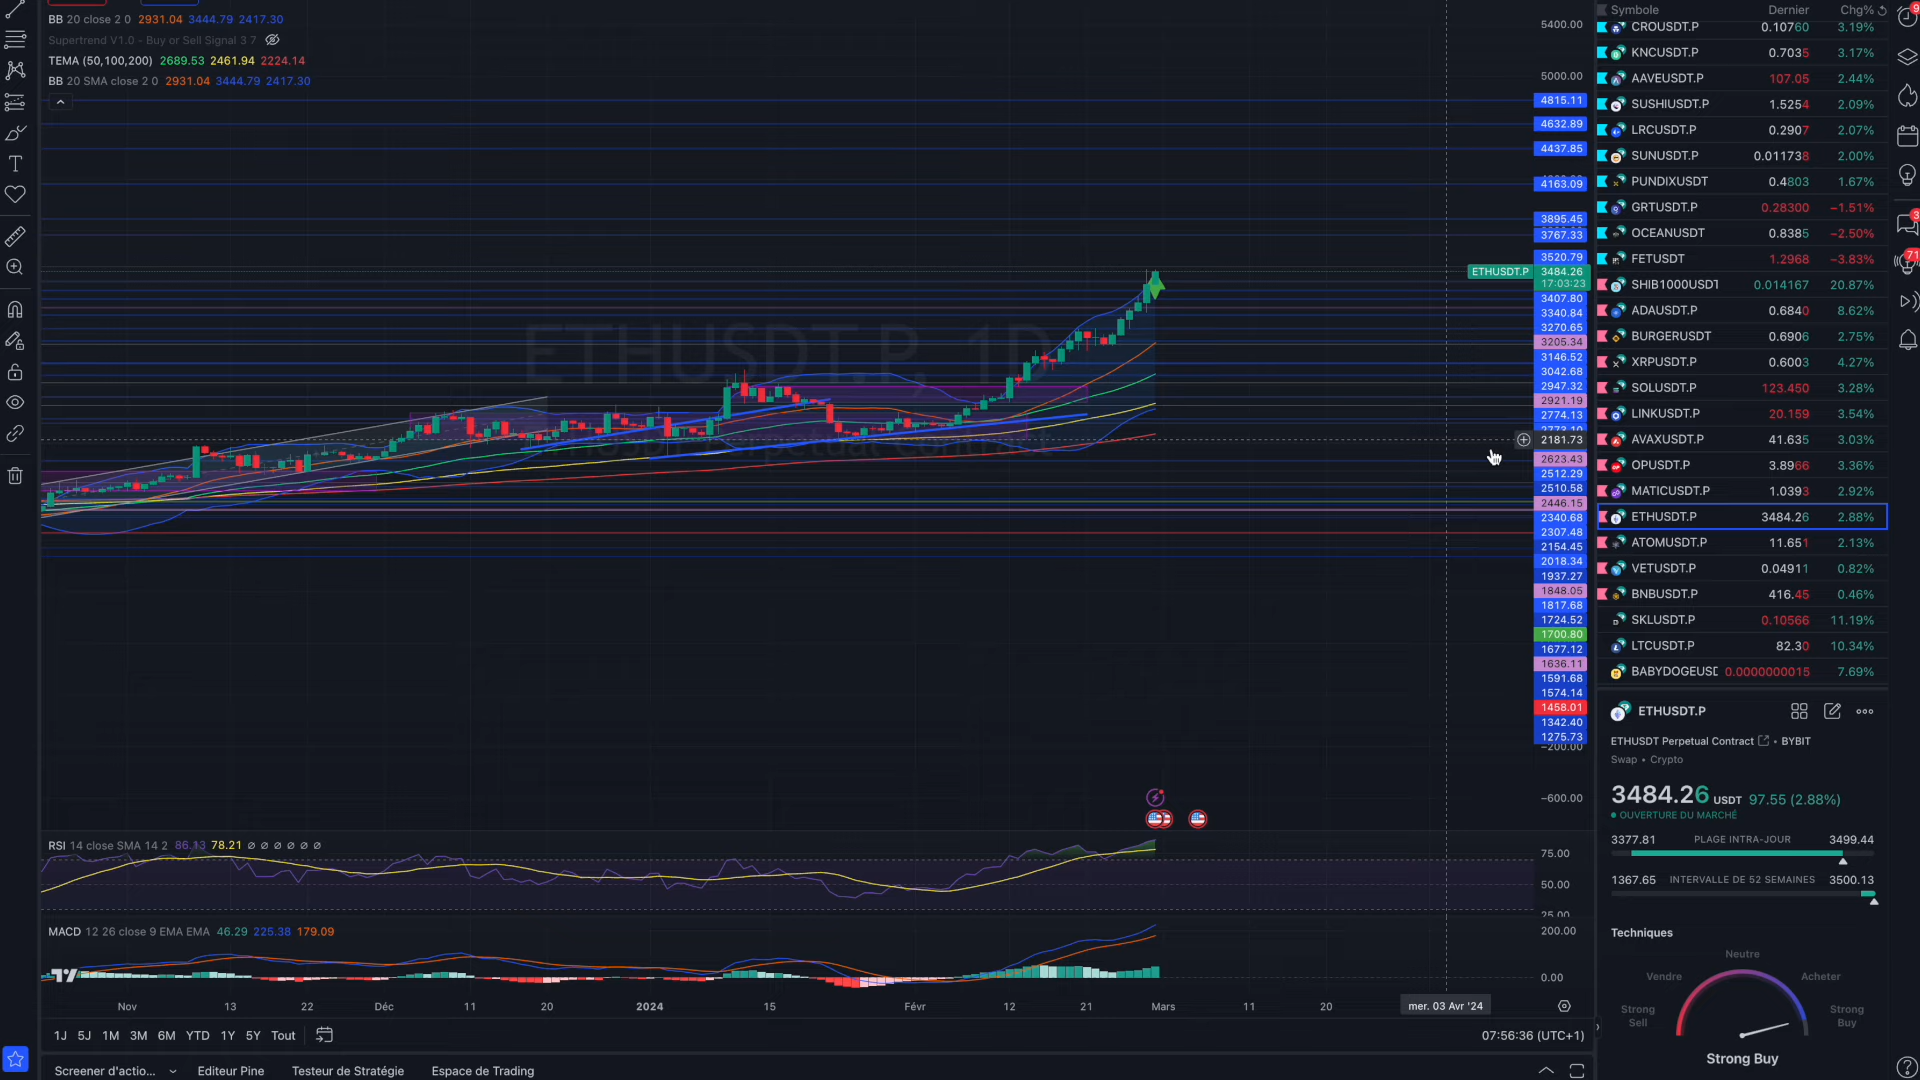 BB 20 close 2 0 2931.04 3444.79 2417.30
Supertrend V1.0 - Buy or Sell Signal 3 7
TEMA (50,100,200) 2689.53 2461.94 2224.14
BB 20 SMA close 2 0 2931.04 3444.79 2417.30
ETHUSDT.P, 1D
Perpetual Contract
5400.00
5000.00
4815.11
4632.89
4437.85
4163.09
3895.45
3767.33
3520.79
ETHUSDT.P 3484.26
17:03:23
3407.80
3340.84
3270.65
3205.34
3146.52
3042.68
2947.32
2921.19
2774.13
2181.73
2623.43
2512.29
2510.58
2446.15
2340.68
2307.48
2154.45
2018.34
1937.27
1848.05
1817.68
1724.52
1700.80
1677.12
1636.11
1591.68
1574.14
1458.01
1342.40
1275.73
−200.00
−600.00
RSI 14 close SMA 14 2 86.13 78.21 ∅ ∅ ∅ ∅ ∅ ∅
75.00
50.00
25.00
MACD 12 26 close 9 EMA EMA 46.29 225.38 179.09
200.00
0.00
Nov 13 22 Déc 11 20 2024 15 Févr 12 21 Mars 11 20 mer. 03 Avr '24
1J 5J 1M 3M 6M YTD 1Y 5Y Tout
07:56:36 (UTC+1)
Screener d'actio... Editeur Pine Testeur de Stratégie Espace de Trading
Symbole Dernier Chg%
CROUSDT.P 0.10760 3.19%
KNCUSDT.P 0.7035 3.17%
AAVEUSDT.P 107.05 2.44%
SUSHIUSDT.P 1.5254 2.09%
LRCUSDT.P 0.2907 2.07%
SUNUSDT.P 0.011738 2.00%
PUNDIXUSDT 0.4803 1.67%
GRTUSDT.P 0.28300 −1.51%
OCEANUSDT 0.8385 −2.50%
FETUSDT 1.2968 −3.83%
SHIB1000USDT 0.014167 20.87%
ADAUSDT.P 0.6840 8.62%
BURGERUSDT 0.6906 2.75%
XRPUSDT.P 0.6003 4.27%
SOLUSDT.P 123.450 3.28%
LINKUSDT.P 20.159 3.54%
AVAXUSDT.P 41.635 3.03%
OPUSDT.P 3.8966 3.36%
MATICUSDT.P 1.0393 2.92%
ETHUSDT.P 3484.26 2.88%
ATOMUSDT.P 11.651 2.13%
VETUSDT.P 0.04911 0.82%
BNBUSDT.P 416.45 0.46%
SKLUSDT.P 0.10566 11.19%
LTCUSDT.P 82.30 10.34%
BABYDOGEUSD 0.0000000015 7.69%
ETHUSDT.P
ETHUSDT Perpetual Contract • BYBIT
Swap • Crypto
3484.26 USDT 97.55 (2.88%)
OUVERTURE DU MARCHÉ
3377.81 PLAGE INTRA-JOUR 3499.44
1367.65 INTERVALLE DE 52 SEMAINES 3500.13
Techniques
Neutre
Vendre Acheter
Strong Sell
Strong Buy
Strong Buy
9
3
71